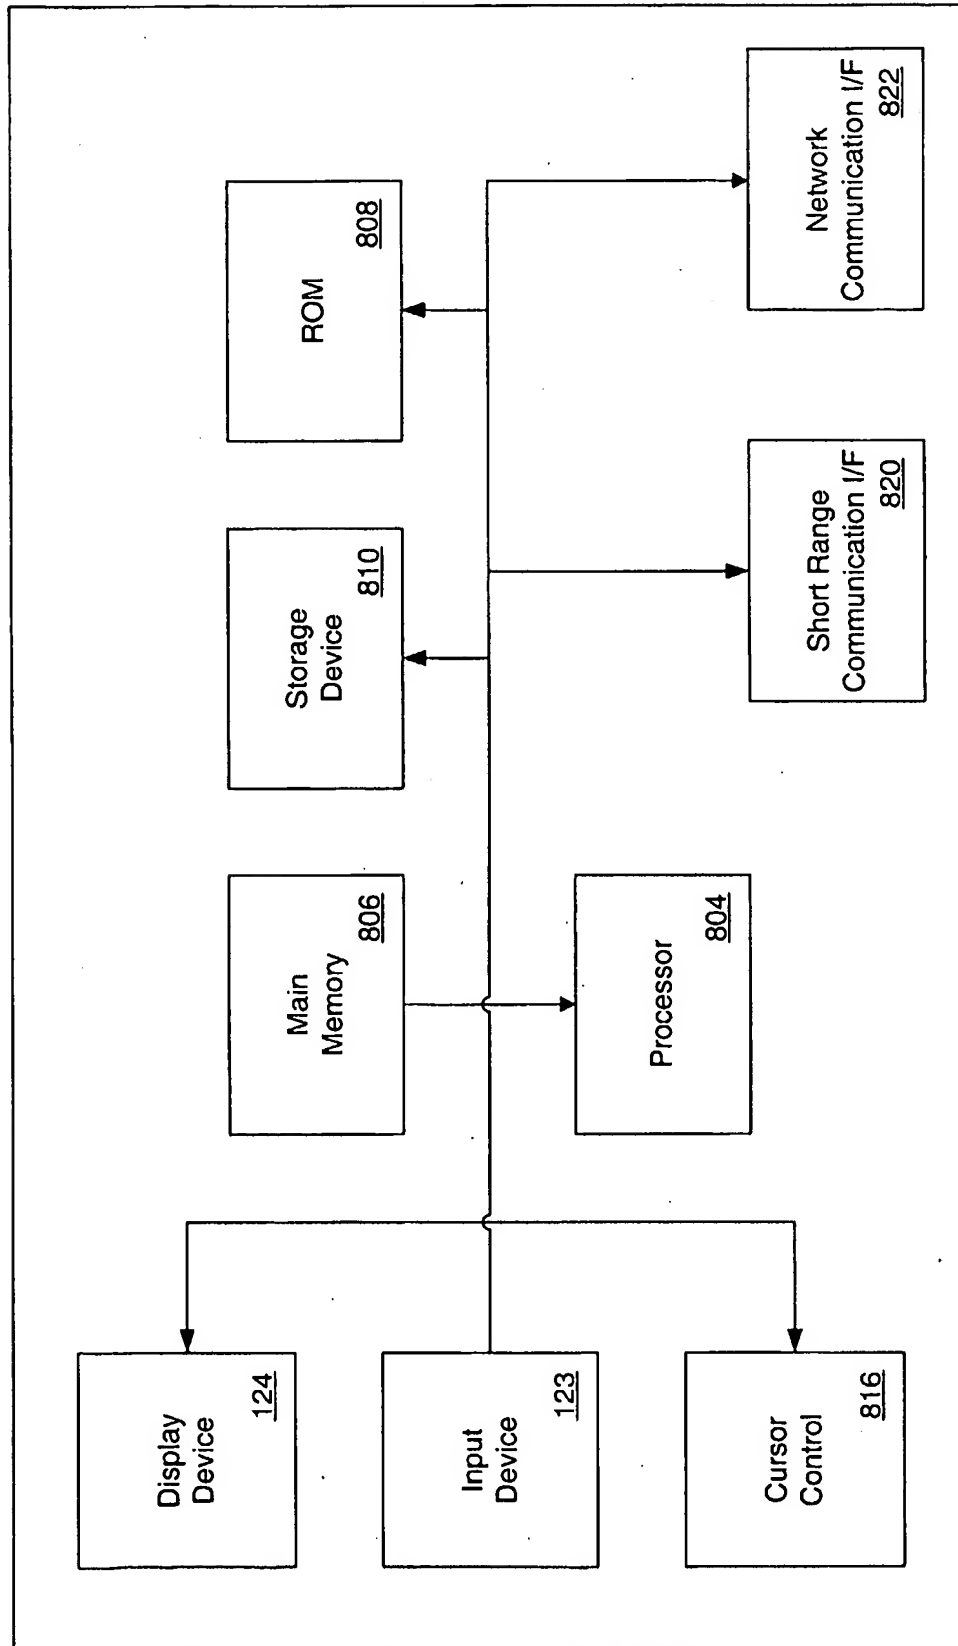 Display
Device
124
Input
Device
123
Cursor
Control
816
Main
Memory
806
Processor
804
Storage
Device
810
ROM
808
Short Range
Communication I/F
820
Network
Communication I/F
822